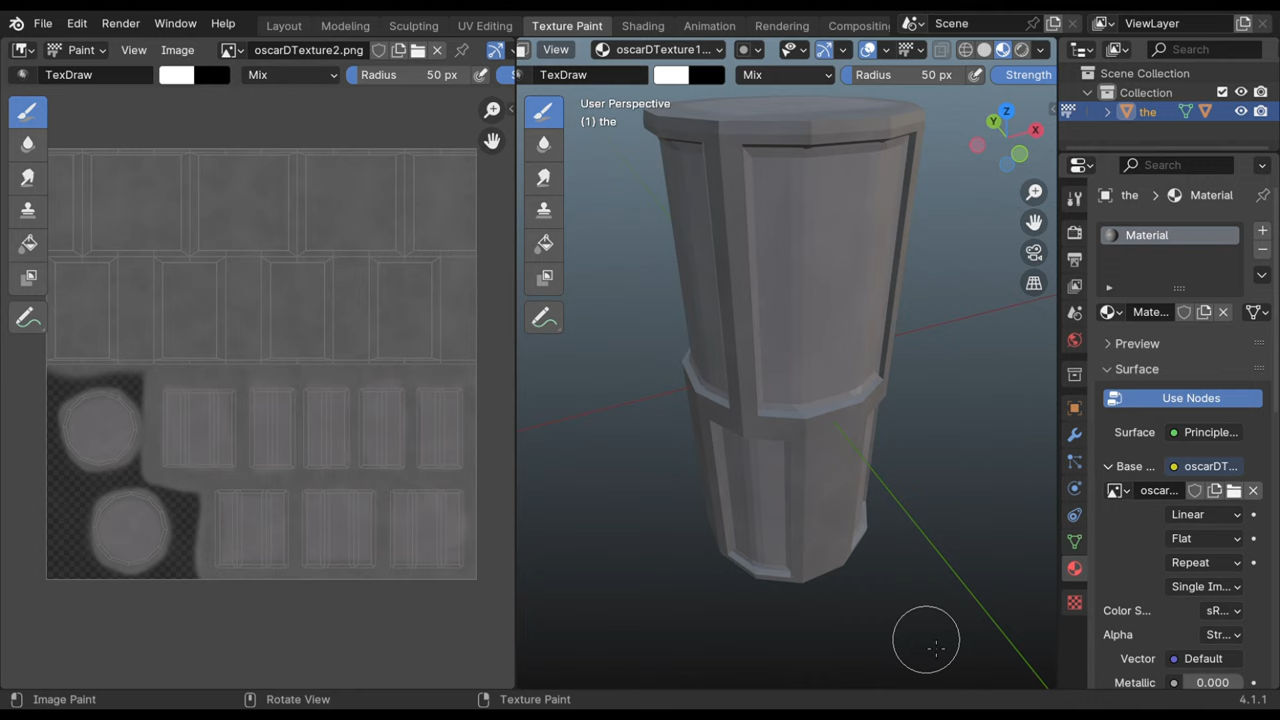 File Edit Render Window Help Layout Modeling Sculpting UV Editing Texture Paint Shading Animation Rendering Compositin Scene ViewLayer
Paint View Image oscarDTexture2.png View oscarDTexture1... Search
TexDraw Mix Radius 50 px TexDraw Mix Radius 50 px Strength
Scene Collection
Collection
the
User Perspective
(1) the
Z
Y
X
Search
the > Material
Material
Mate...
Preview
Surface
Use Nodes
Surface Principle...
Base ... oscarDT...
oscar...
Linear
Flat
Repeat
Single Im...
Color S... sR...
Alpha Str...
Vector Default
Metallic 0.000
Image Paint Rotate View Texture Paint 4.1.1